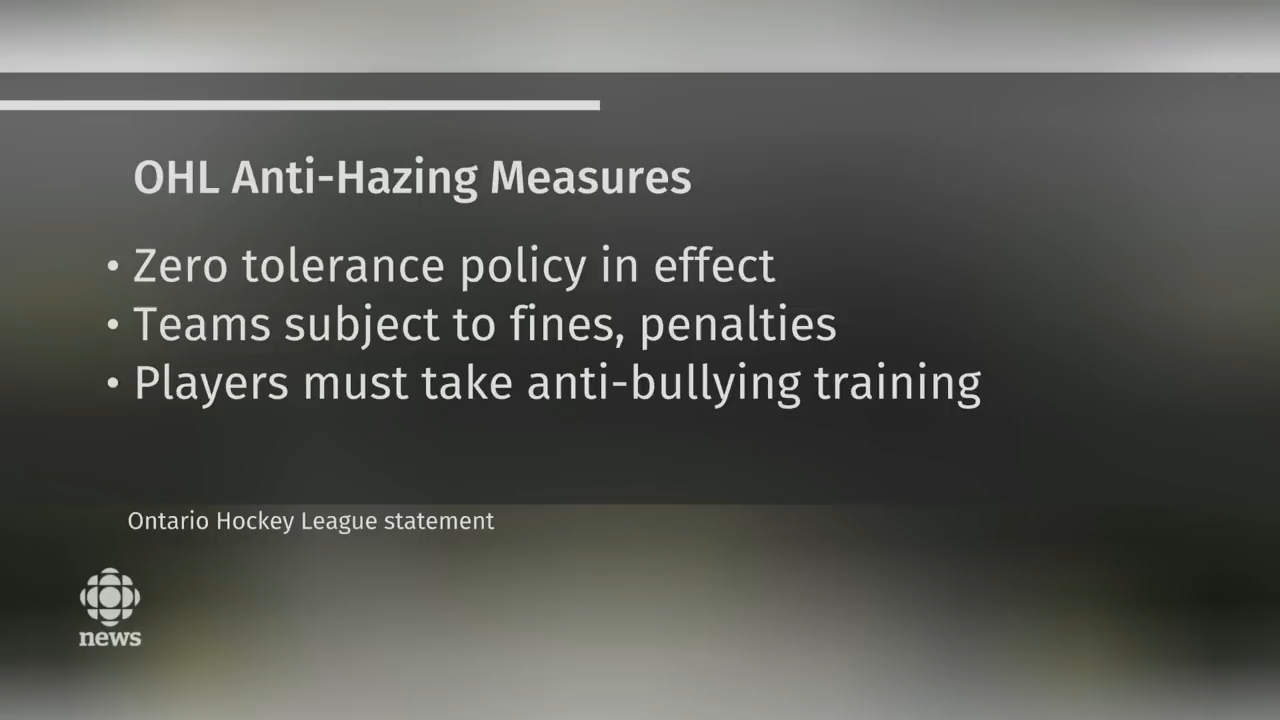 OHL Anti-Hazing Measures
• Zero tolerance policy in effect
• Teams subject to fines, penalties
• Players must take anti-bullying training
Ontario Hockey League statement
news